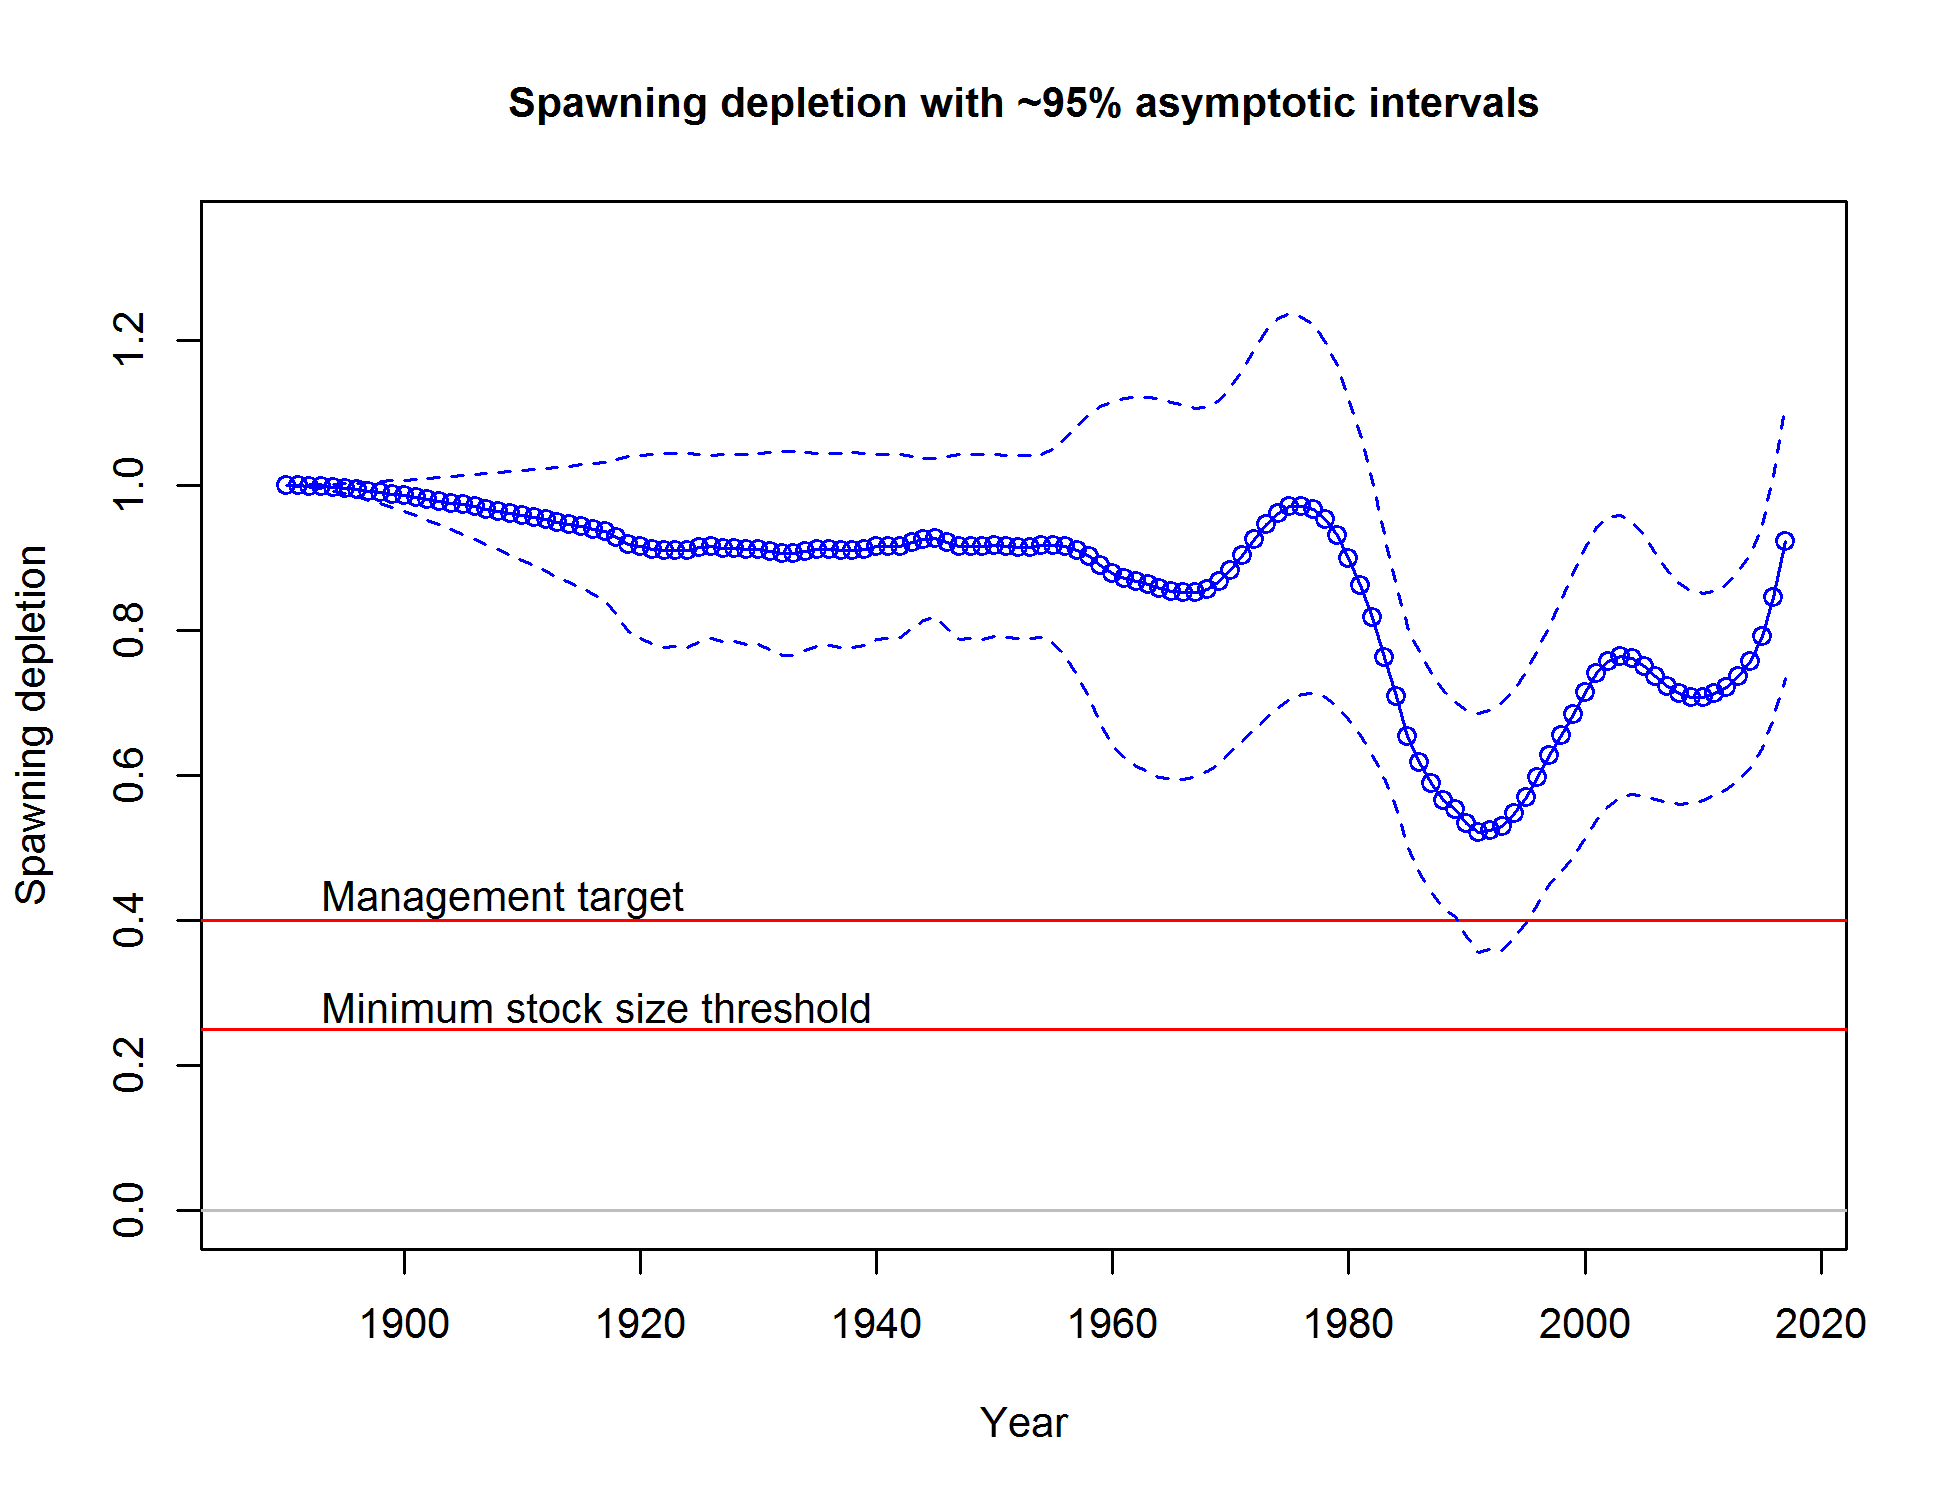 Spawning depletion with ~95% asymptotic intervals
Spawning depletion
1.2
1.0
0.8
0.6
0.4
0.2
0.0
Management target
Minimum stock size threshold
1900 1920 1940 1960 1980 2000 2020
Year